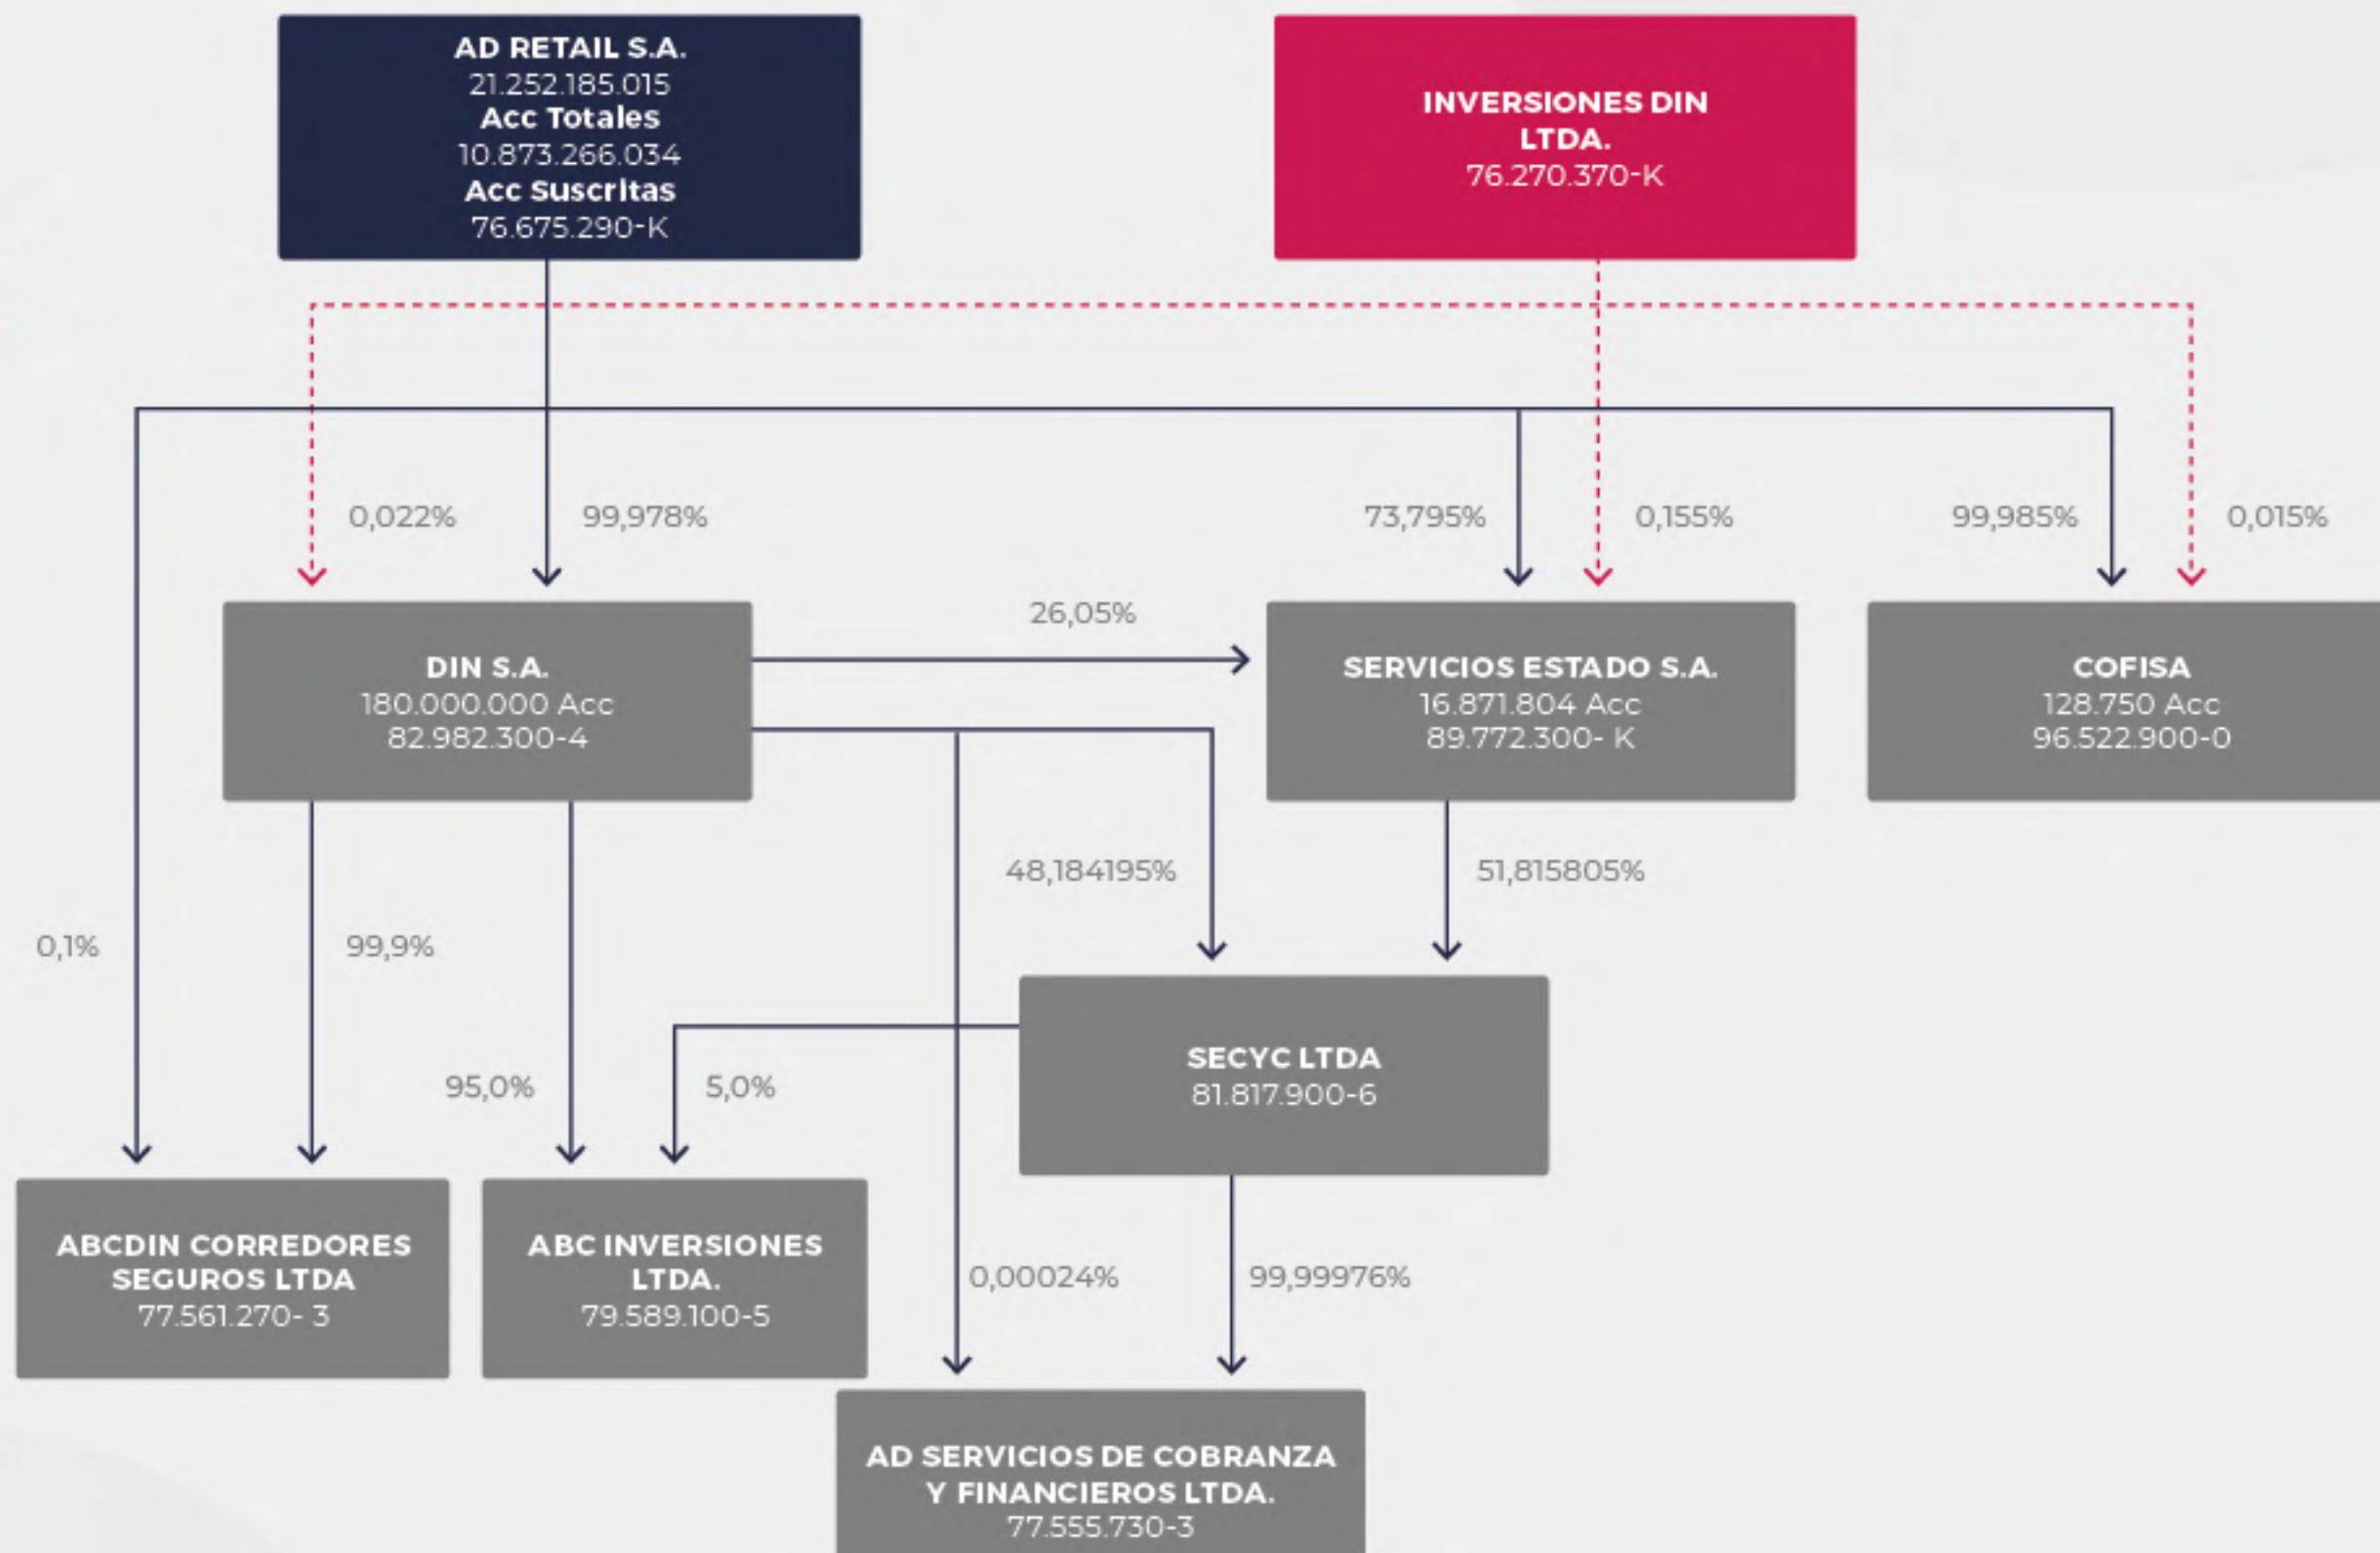 AD RETAIL S.A.
21.252.185.015
Acc Totales
10.873.266.034
Acc Suscritas
76.675.290-K
INVERSIONES DIN
LTDA.
76.270.370-K
0,022%
99,978%
73,795%
0,155%
99,985%
0,015%
26,05%
DIN S.A.
180.000.000 Acc
82.982.300-4
SERVICIOS ESTADO S.A.
16.871.804 Acc
89.772.300- K
COFISA
128.750 Acc
96.522.900-0
48,184195%
51,815805%
0,1%
99,9%
95,0%
5,0%
SECYC LTDA
81.817.900-6
ABCDIN CORREDORES
SEGUROS LTDA
77.561.270- 3
ABC INVERSIONES
LTDA.
79.589.100-5
0,00024%
99,99976%
AD SERVICIOS DE COBRANZA
Y FINANCIEROS LTDA.
77.555.730-3